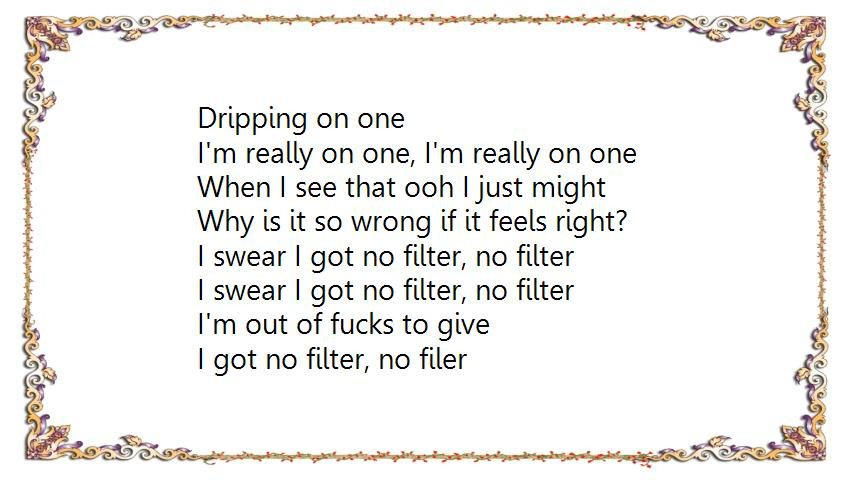 Dripping on one
I'm really on one, I'm really on one
When I see that ooh I just might
Why is it so wrong if it feels right?
I swear I got no filter, no filter
I swear I got no filter, no filter
I'm out of fucks to give
I got no filter, no filer